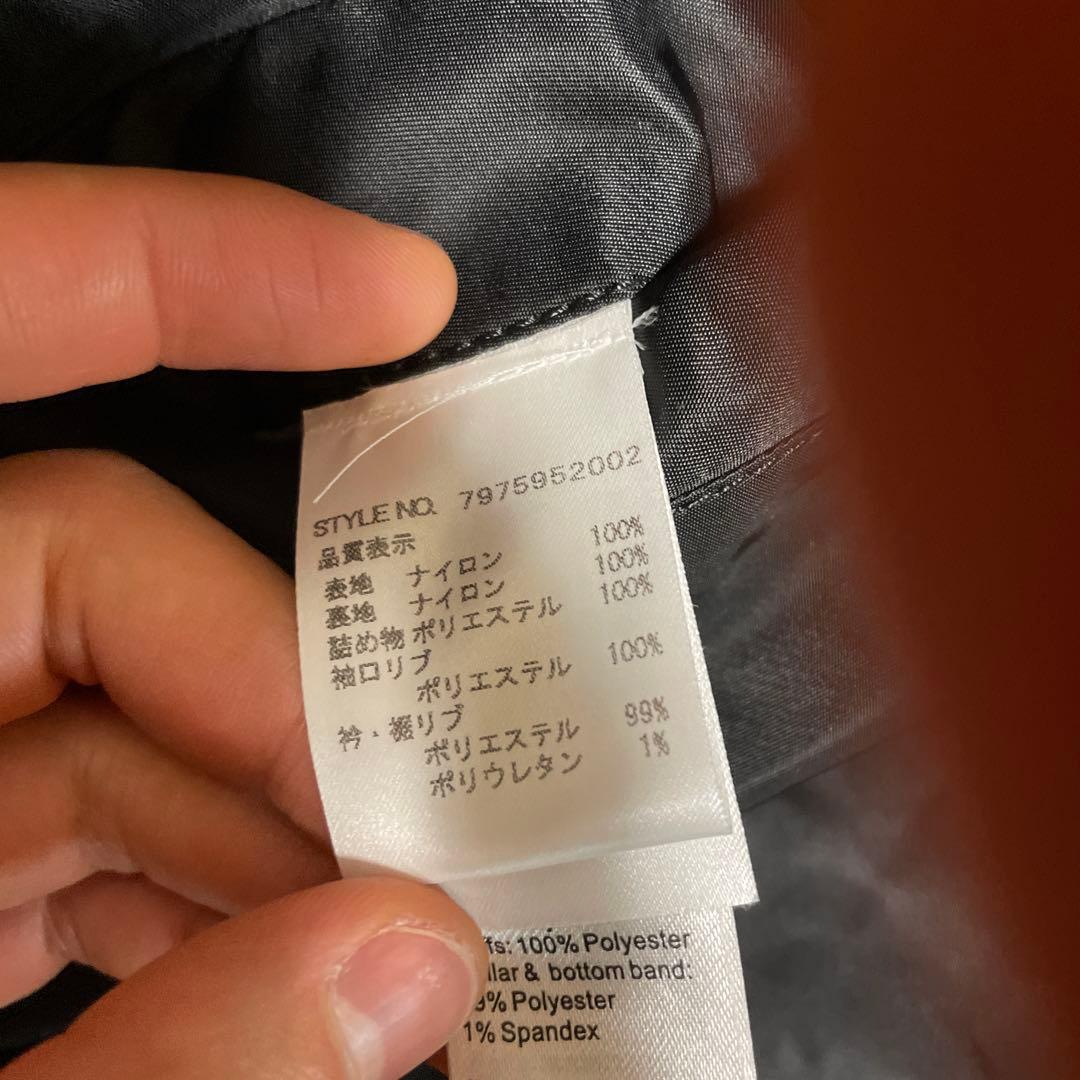 STYLE NO. 7975952002
品質表示
表地 ナイロン 100%
裏地 ナイロン 100%
詰め物 ポリエステル 100%
袖口リブ
ポリエステル 100%
衿・裾リブ
ポリエステル 99%
ポリウレタン 1%
100% Polyester
& bottom band:
Polyester
1% Spandex